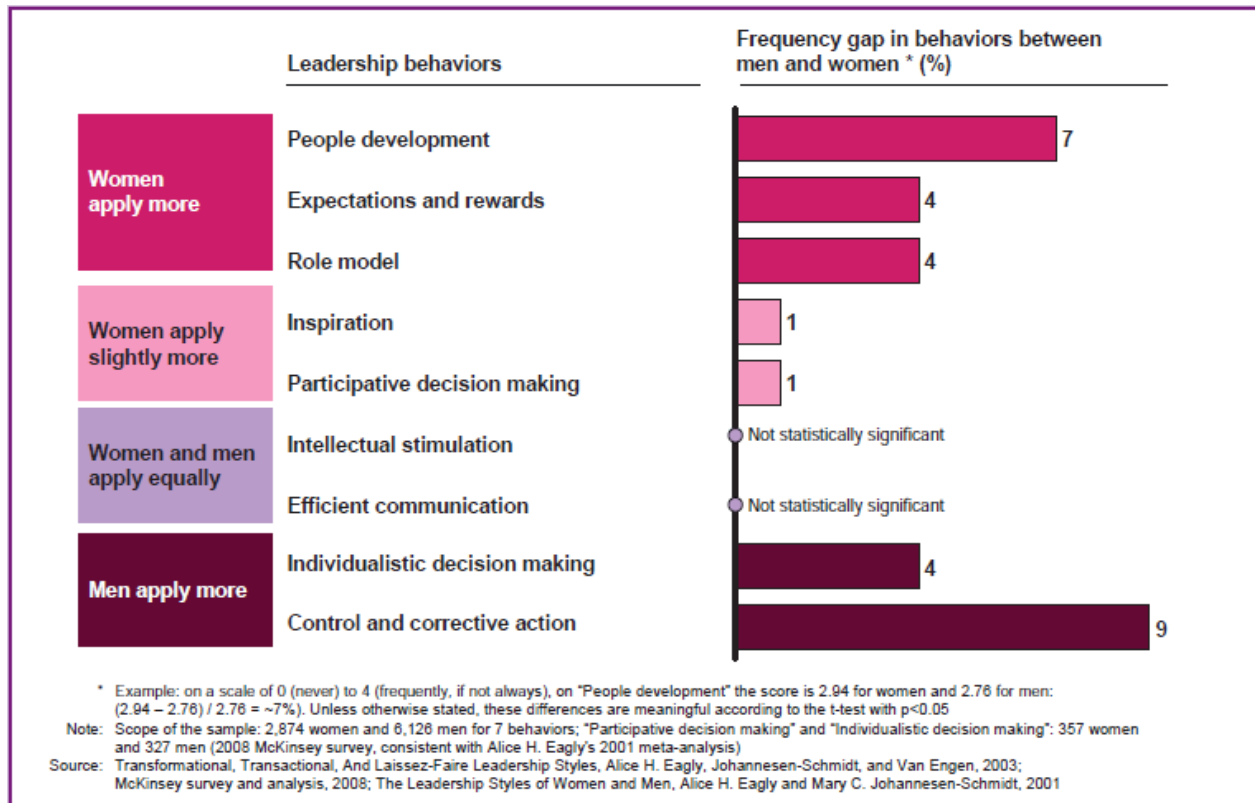 Leadership behaviors
Frequency gap in behaviors between
men and women * (%)
Women
apply more
People development
7
Expectations and rewards
4
Role model
4
Women apply
slightly more
Inspiration
1
Participative decision making
1
Women and men
apply equally
Intellectual stimulation
Not statistically significant
Efficient communication
Not statistically significant
Men apply more
Individualistic decision making
4
Control and corrective action
9
* Example: on a scale of 0 (never) to 4 (frequently, if not always), on “People development” the score is 2.94 for women and 2.76 for men:
(2.94 – 2.76) / 2.76 = ~7%). Unless otherwise stated, these differences are meaningful according to the t-test with p<0.05
Note: Scope of the sample: 2,874 women and 6,126 men for 7 behaviors; “Participative decision making” and “Individualistic decision making”: 357 women
and 327 men (2008 McKinsey survey, consistent with Alice H. Eagly's 2001 meta-analysis)
Source: Transformational, Transactional, And Laissez-Faire Leadership Styles, Alice H. Eagly, Johannesen-Schmidt, and Van Engen, 2003;
McKinsey survey and analysis, 2008; The Leadership Styles of Women and Men, Alice H. Eagly and Mary C. Johannesen-Schmidt, 2001